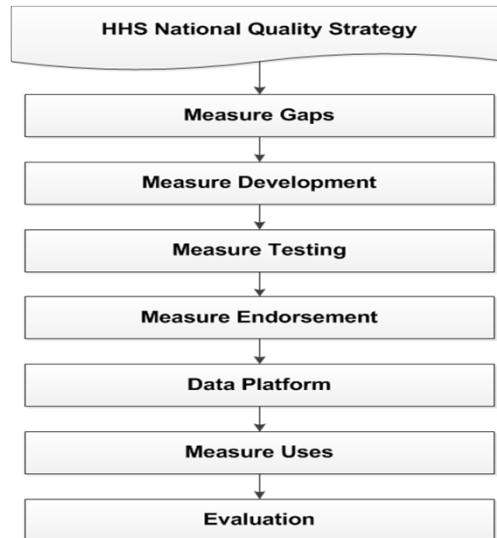 HHS National Quality Strategy
Measure Gaps
Measure Development
Measure Testing
Measure Endorsement
Data Platform
Measure Uses
Evaluation